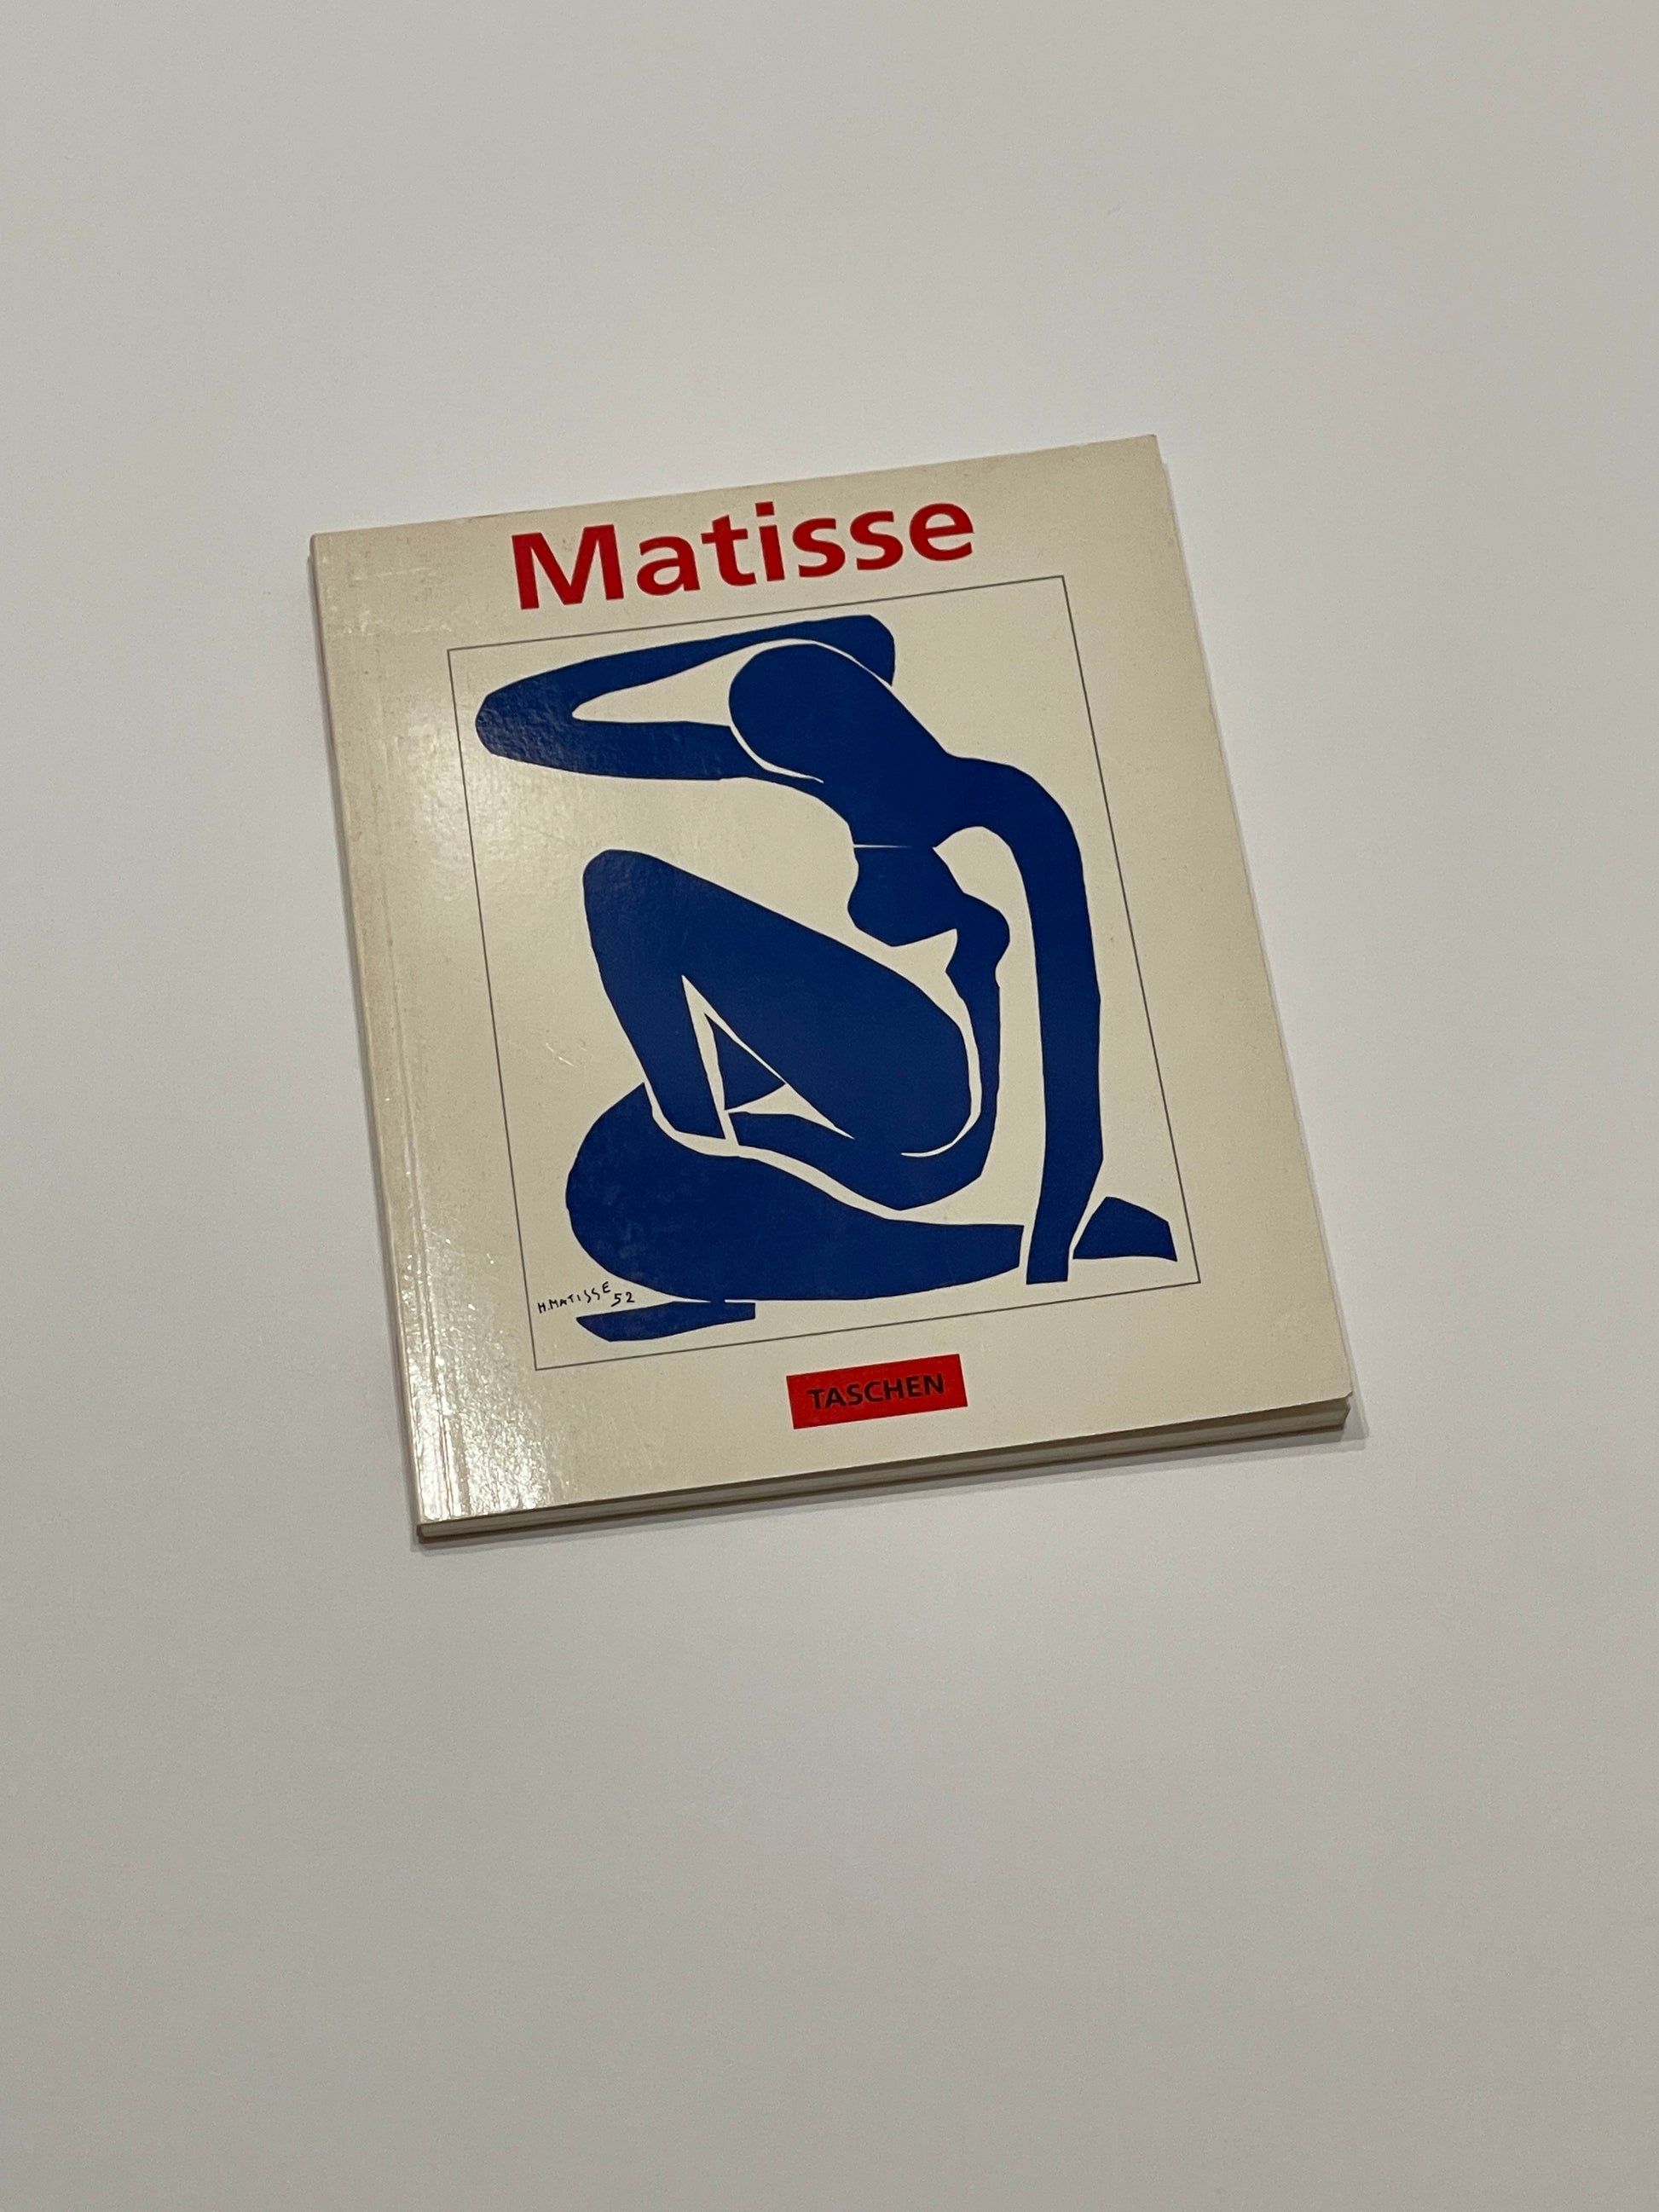 Matisse
H.MATISSE
52
TASCHEN